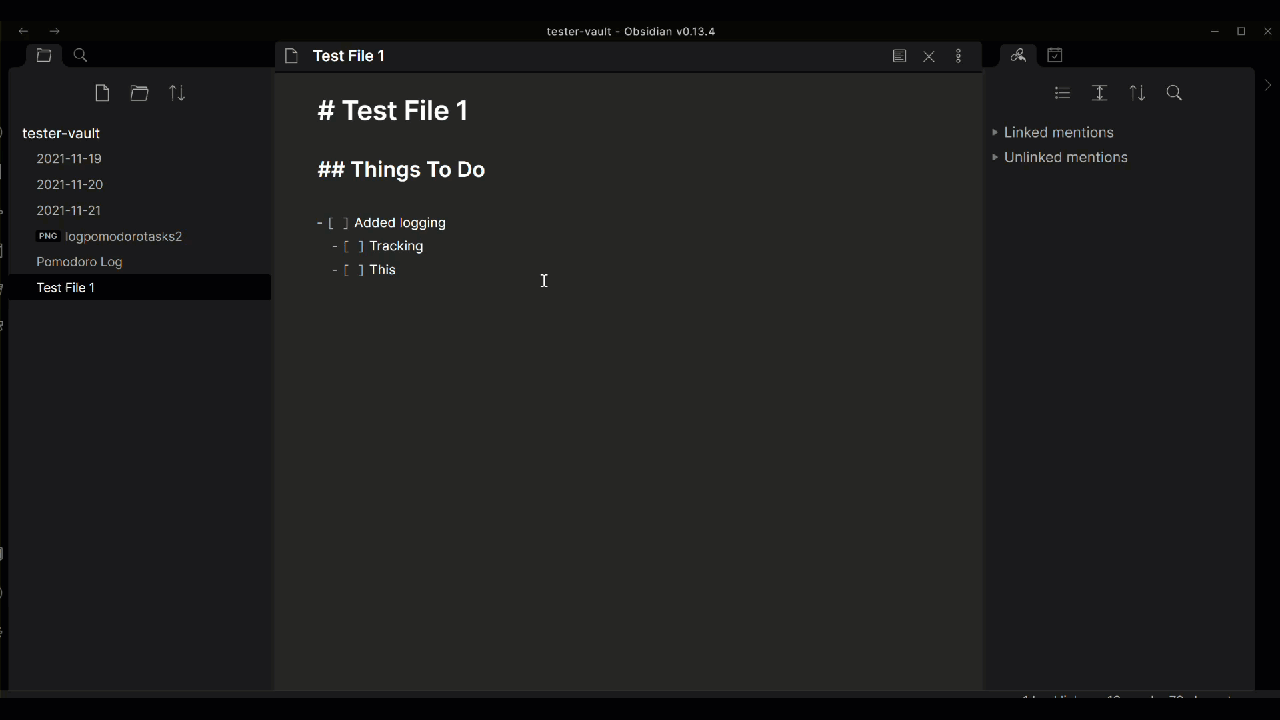 tester-vault - Obsidian v0.13.4
Test File 1
tester-vault
2021-11-19
2021-11-20
2021-11-21
PNG logpomodorotasks2
Pomodoro Log
Test File 1
# Test File 1
## Things To Do
- [ ] Added logging
- [ ] Tracking
- [ ] This
Linked mentions
Unlinked mentions